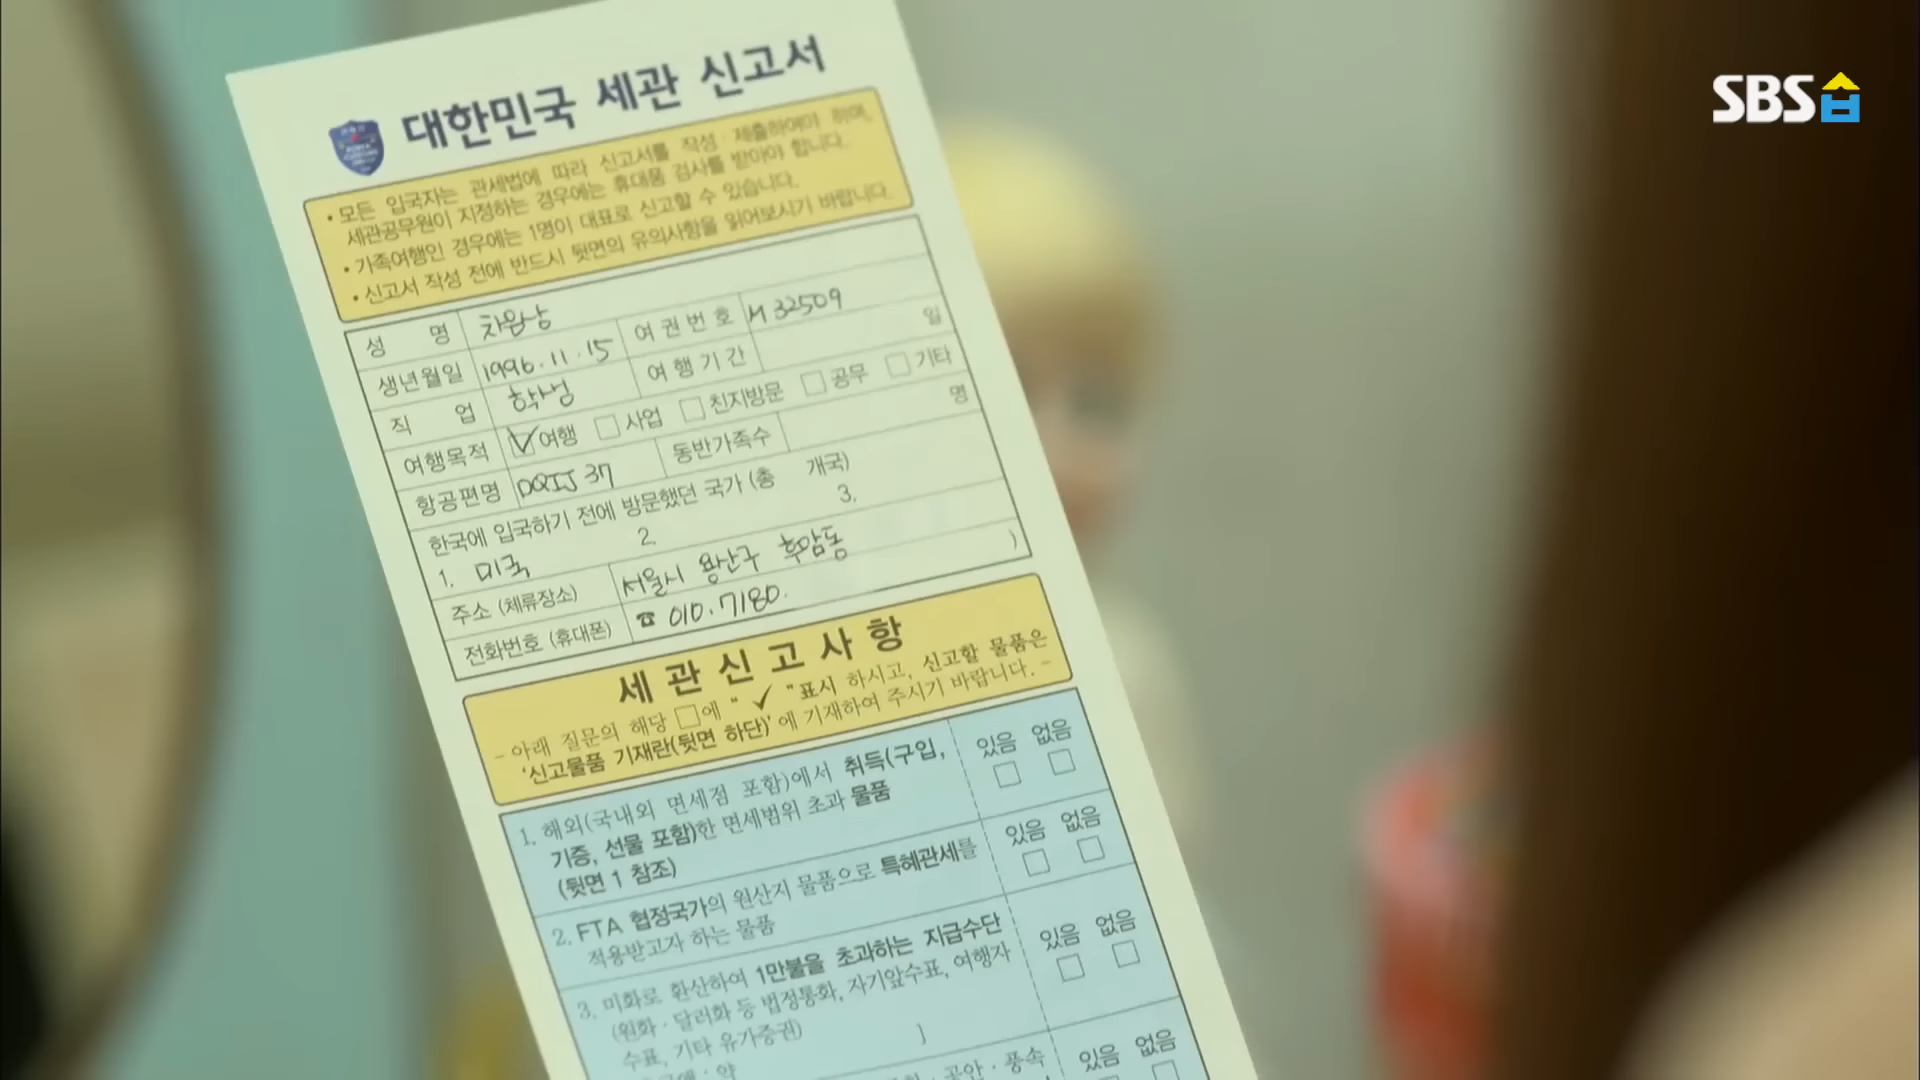 SBS
대한민국 세관 신고서
• 모든 입국자는 관세법에 따라 신고서를 작성·제출하여야 하며,
세관공무원이 지정하는 경우에는 휴대품 검사를 받아야 합니다.
• 가족여행인 경우에는 1명이 대표로 신고할 수 있습니다.
• 신고서 작성 전에 반드시 뒷면의 유의사항을 읽어보시기 바랍니다.
성 명 차은상 여권번호 M 32509
생년월일 1996.11.15 여행기간 일
직 업 학생
여행목적 ☑여행 □사업 □친지방문 □공무 □기타
항공편명 DQIJ 37 동반가족수 명
한국에 입국하기 전에 방문했던 국가 (총 개국)
1. 미국 2. 3.
주소 (체류장소) 서울시 용산구 후암동 )
전화번호 (휴대폰) ☎ 010.7180.
세관신고사항
- 아래 질문의 해당 □에 "✓"표시 하시고, 신고할 물품은
'신고물품 기재란(뒷면 하단)'에 기재하여 주시기 바랍니다. -
1. 해외(국내외 면세점 포함)에서 취득(구입, 있음 없음
기증, 선물 포함)한 면세범위 초과 물품 □ □
(뒷면 1 참조)
2. FTA 협정국가의 원산지 물품으로 특혜관세를 있음 없음
적용받고자 하는 물품 □ □
3. 미화로 환산하여 1만불을 초과하는 지급수단 있음 없음
(원화·달러화 등 법정통화, 자기앞수표, 여행자 □ □
수표, 기타 유가증권)
]
공안·풍속 있음 없음